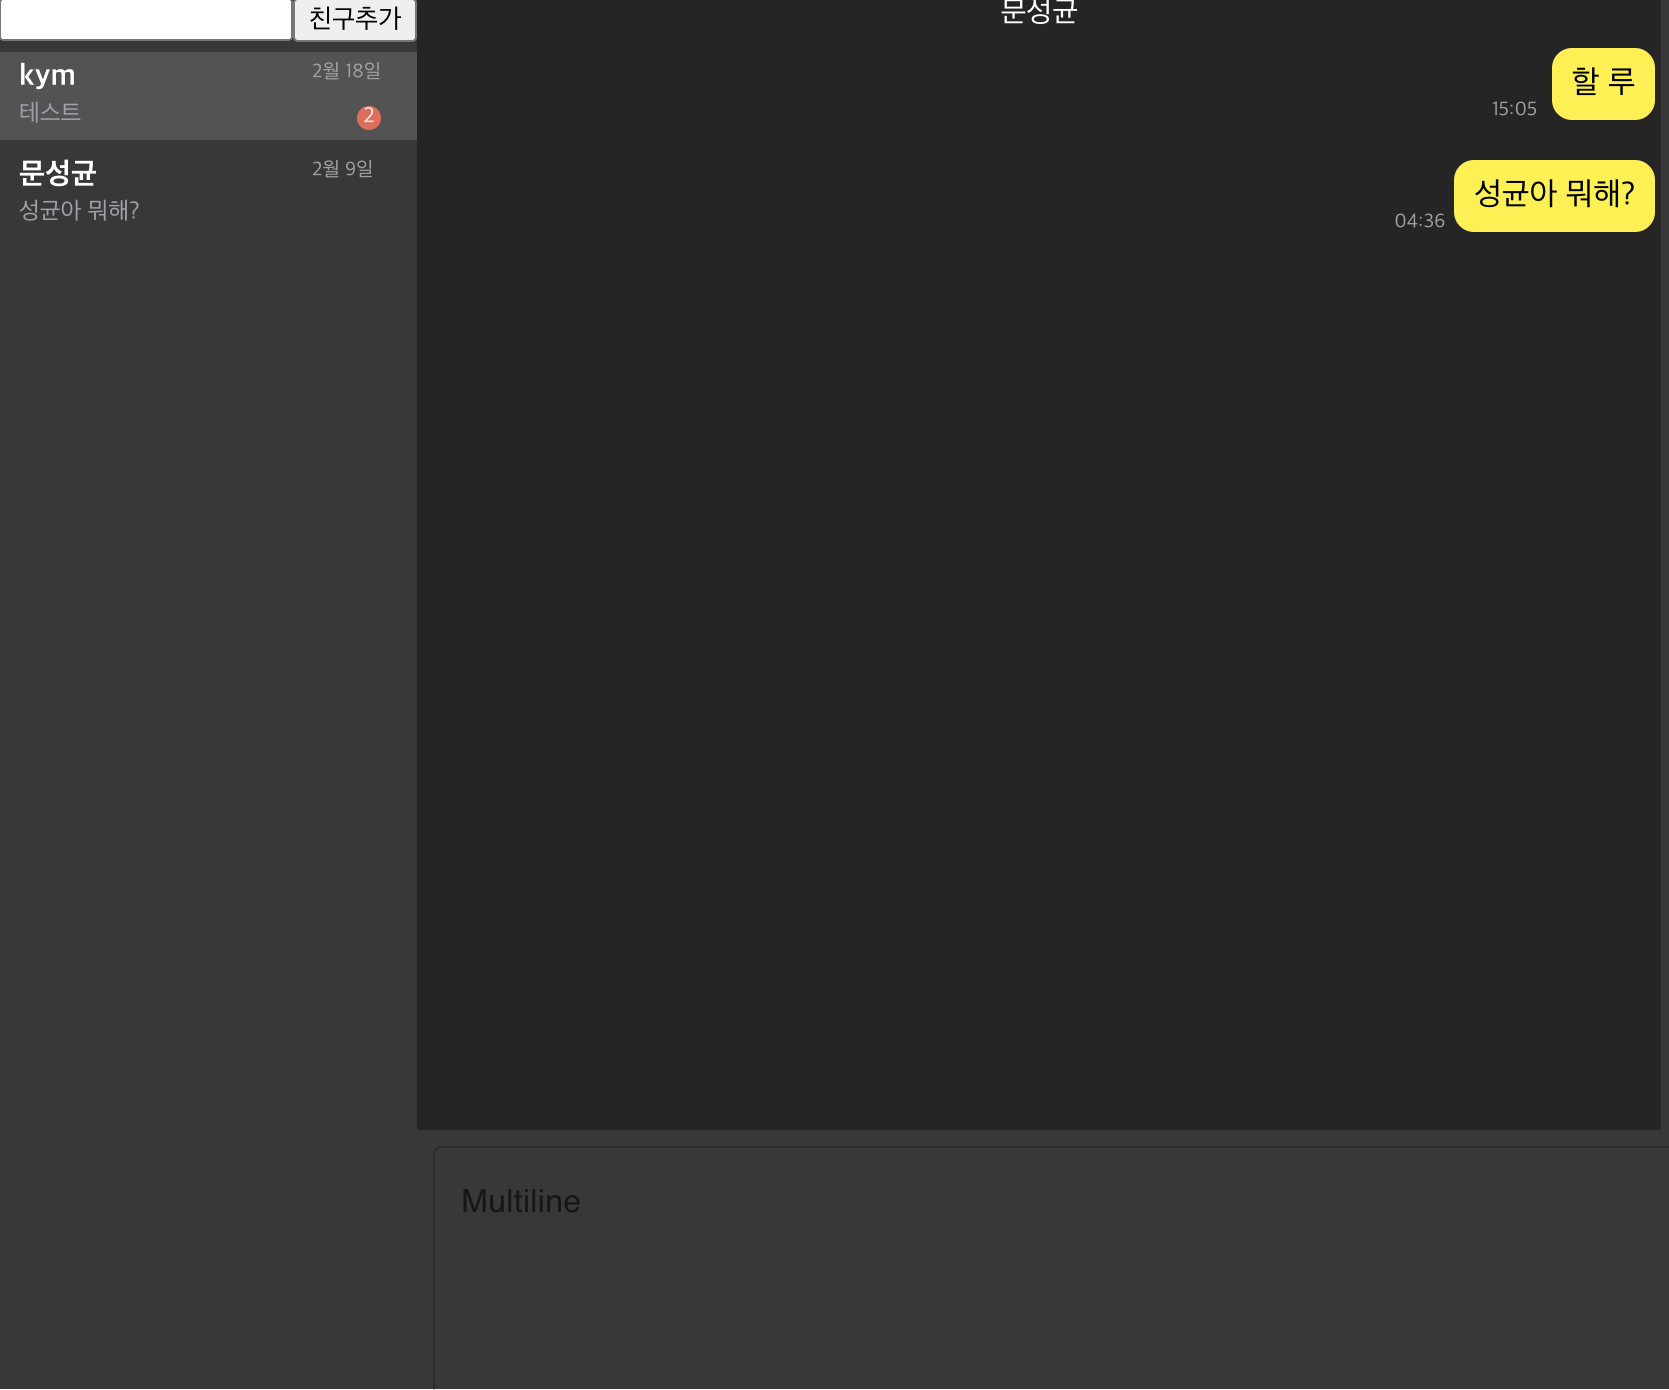 친구추가
kym
2월 18일
테스트
2
문성균
2월 9일
성균아 뭐해?
문성균
할 루
15:05
성균아 뭐해?
04:36
Multiline